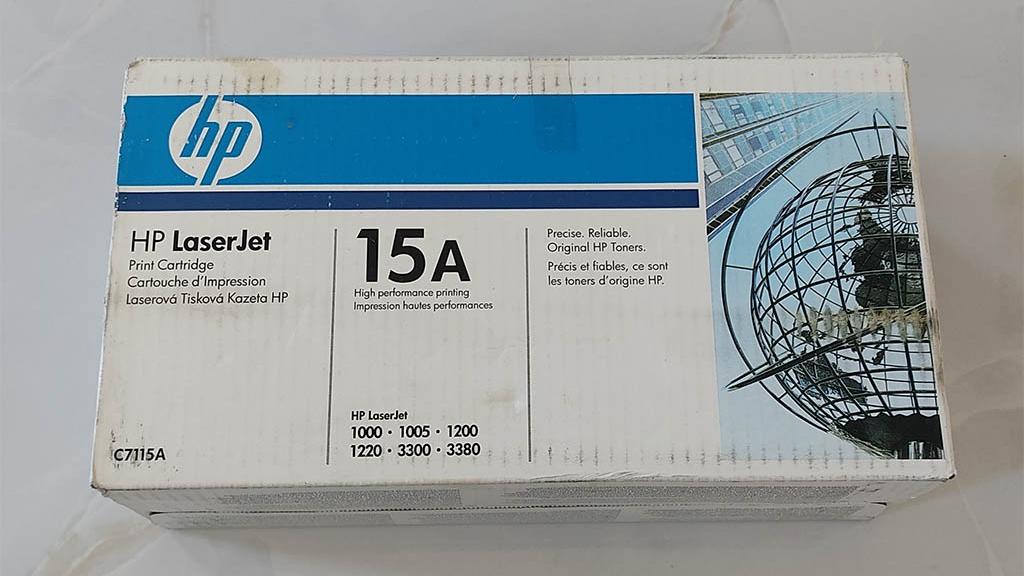 hp
HP LaserJet
Print Cartridge
Cartouche d'Impression
Laserová Tisková Kazeta HP
C7115A
15A
High performance printing
Impression hautes performances
HP LaserJet
1000 · 1005 · 1200
1220 · 3300 · 3380
Precise. Reliable.
Original HP Toners.
Précis et fiables, ce sont
les toners d'origine HP.